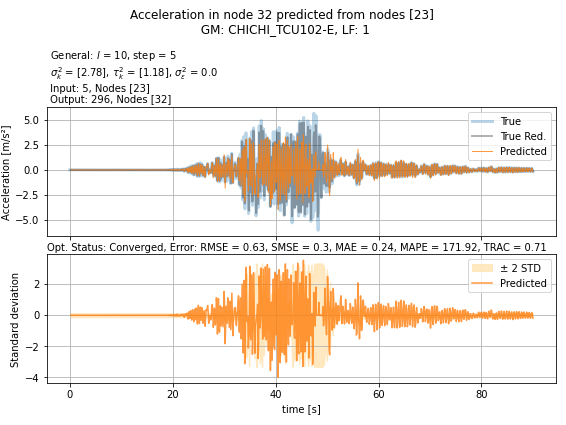 Acceleration in node 32 predicted from nodes [23]
GM: CHICHI_TCU102-E, LF: 1
General: l = 10, step = 5
σ²ₖ = [2.78], τ²ₖ = [1.18], σ²ε = 0.0
Input: 5, Nodes [23]
Output: 296, Nodes [32]
Acceleration [m/s²]
5.0
2.5
0.0
−2.5
−5.0
True
True Red.
Predicted
Opt. Status: Converged, Error: RMSE = 0.63, SMSE = 0.3, MAE = 0.24, MAPE = 171.92, TRAC = 0.71
Standard deviation
2
0
−2
−4
± 2 STD
Predicted
0 20 40 60 80
time [s]